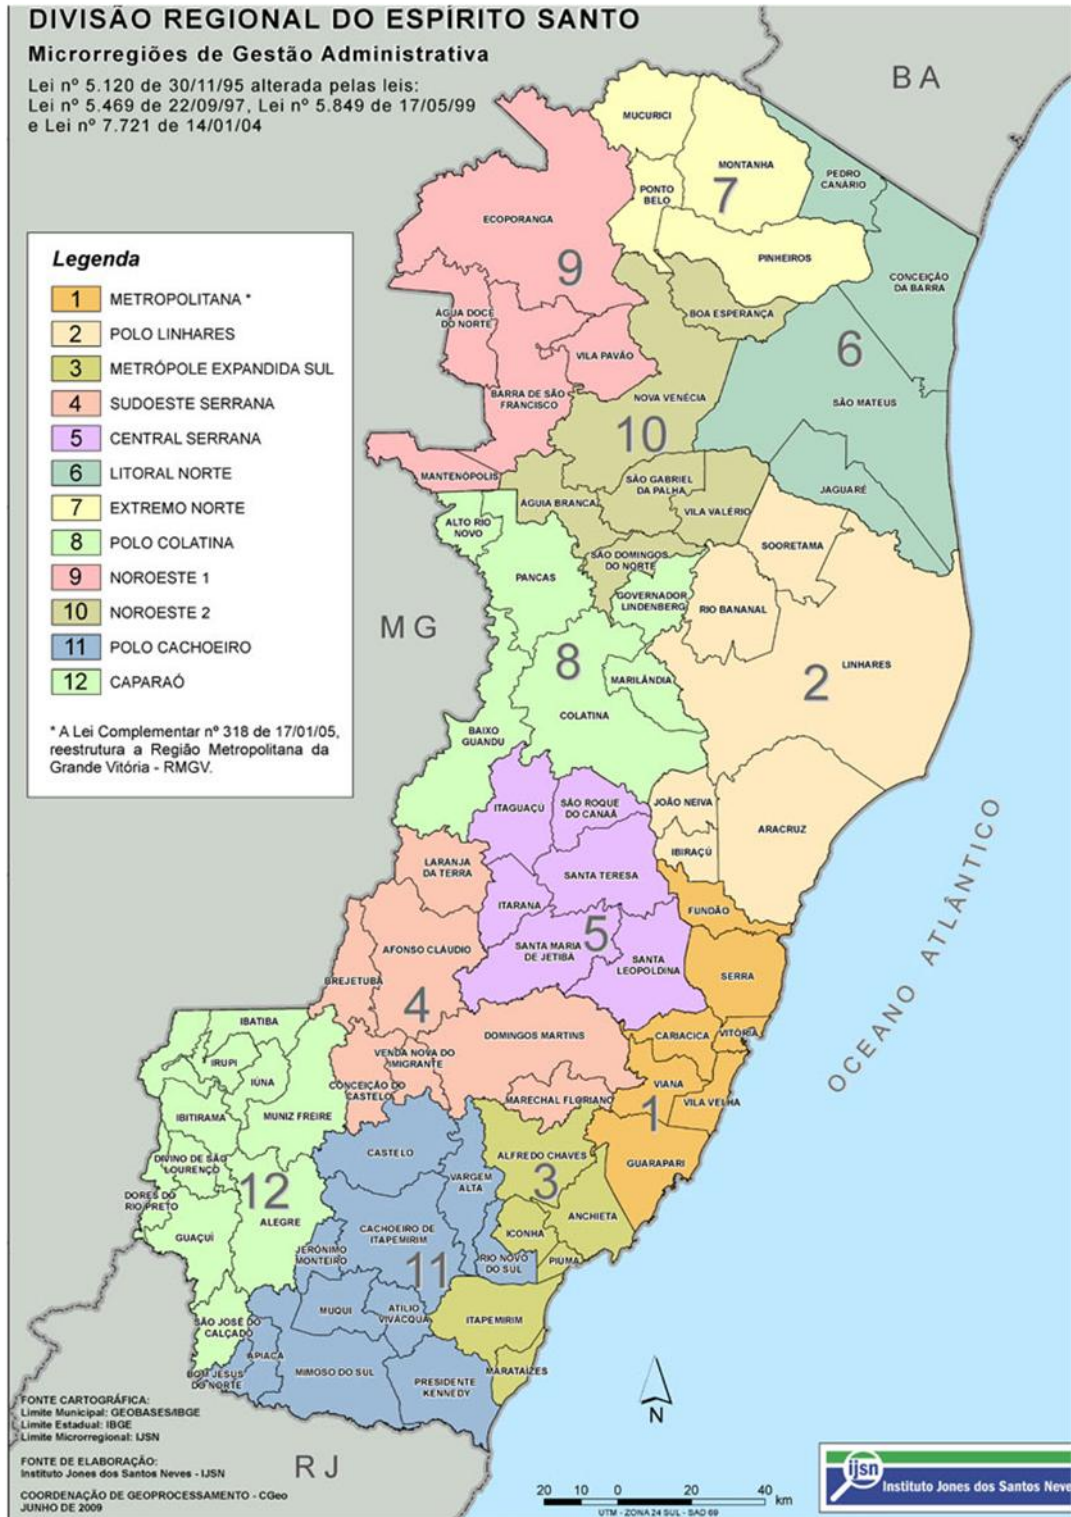 DIVISÃO REGIONAL DO ESPÍRITO SANTO
Microrregiões de Gestão Administrativa
Lei nº 5.120 de 30/11/95 alterada pelas leis:
Lei nº 5.469 de 22/09/97, Lei nº 5.849 de 17/05/99
e Lei nº 7.721 de 14/01/04
BA
MUCURICI
MONTANHA
7
PEDRO
CANÁRIO
PONTO
BELO
ECOPORANGA
9
PINHEIROS
CONCEIÇÃO
DA BARRA
Legenda
1 METROPOLITANA *
2 POLO LINHARES
3 METRÓPOLE EXPANDIDA SUL
4 SUDOESTE SERRANA
5 CENTRAL SERRANA
6 LITORAL NORTE
7 EXTREMO NORTE
8 POLO COLATINA
9 NOROESTE 1
10 NOROESTE 2
11 POLO CACHOEIRO
12 CAPARAÓ
* A Lei Complementar nº 318 de 17/01/05,
reestrutura a Região Metropolitana da
Grande Vitória - RMGV.
ÁGUA DOCE
DO NORTE
BOA ESPERANÇA
6
VILA PAVÃO
BARRA DE SÃO
FRANCISCO
NOVA VENÉCIA
SÃO MATEUS
10
MANTENÓPOLIS
SÃO GABRIEL
DA PALHA
JAGUARÉ
ÁGUIA BRANCA
VILA VALÉRIO
ALTO RIO
NOVO
SOORETAMA
SÃO DOMINGOS
DO NORTE
PANCAS
GOVERNADOR
LINDENBERG
RIO BANANAL
MG
8
LINHARES
2
MARILÂNDIA
COLATINA
BAIXO
GUANDU
ITAGUAÇÚ
SÃO ROQUE
DO CANAÃ
JOÃO NEIVA
ARACRUZ
IBIRAÇÚ
LARANJA
DA TERRA
SANTA TERESA
ITARANA
FUNDÃO
AFONSO CLÁUDIO
SANTA MARIA
DE JETIBÁ
5
SANTA
LEOPOLDINA
SERRA
BREJETUBÁ
4
OCEANO ATLÂNTICO
IBATIBA
DOMINGOS MARTINS
CARIACICA
VITÓRIA
IRUPI
VENDA NOVA DO
IMIGRANTE
IÚNA
CONCEIÇÃO DO
CASTELO
VIANA
MARECHAL FLORIANO
VILA VELHA
1
IBITIRAMA
MUNIZ FREIRE
CASTELO
ALFREDO CHAVES
GUARAPARI
DIVINO DE SÃO
LOURENÇO
VARGEM
ALTA
3
12
DORES DO
RIO PRETO
ALEGRE
ANCHIETA
GUAÇUÍ
CACHOEIRO DE
ITAPEMIRIM
ICONHA
JERÔNIMO
MONTEIRO
11
RIO NOVO
DO SUL
PIÚMA
MUQUI
ATILIO
VIVÁCQUA
ITAPEMIRIM
SÃO JOSÉ DO
CALÇADO
APIACÁ
MIMOSO DO SUL
MARATAÍZES
BOM JESUS
DO NORTE
PRESIDENTE
KENNEDY
N
RJ
FONTE CARTOGRÁFICA:
Limite Municipal: GEOBASES/IBGE
Limite Estadual: IBGE
Limite Microrregional: IJSN
FONTE DE ELABORAÇÃO:
Instituto Jones dos Santos Neves - IJSN
COORDENAÇÃO DE GEOPROCESSAMENTO - CGeo
JUNHO DE 2009
20 10 0 20 40 km
UTM - ZONA 24 SUL - SAD 69
ijsn
Instituto Jones dos Santos Neve